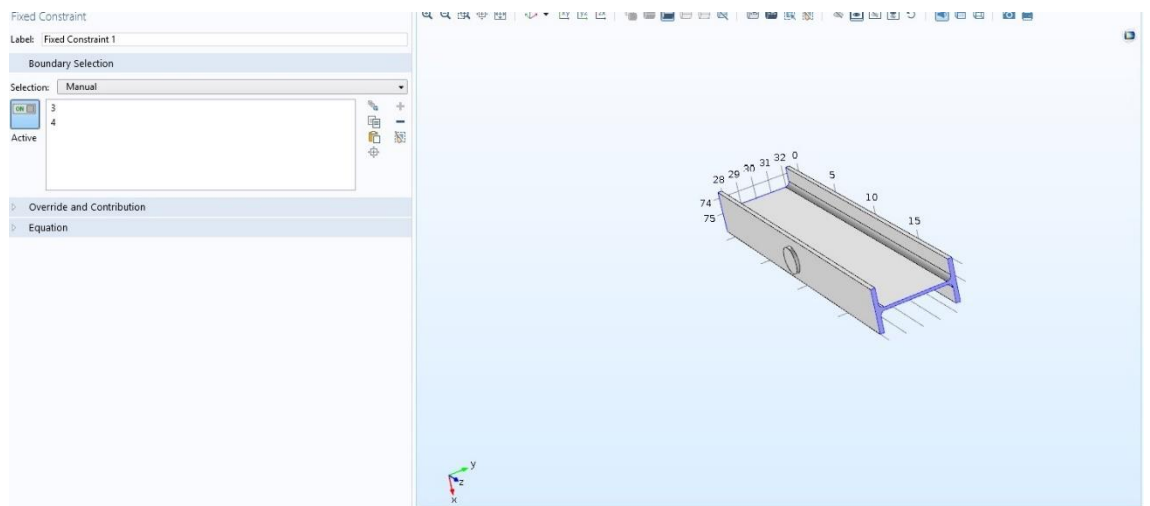 Fixed Constraint
Label: Fixed Constraint 1
Boundary Selection
Selection: Manual
ON
3
4
Active
Override and Contribution
Equation
28 29 30 31 32 0
5
10
15
74
75
y
z
x